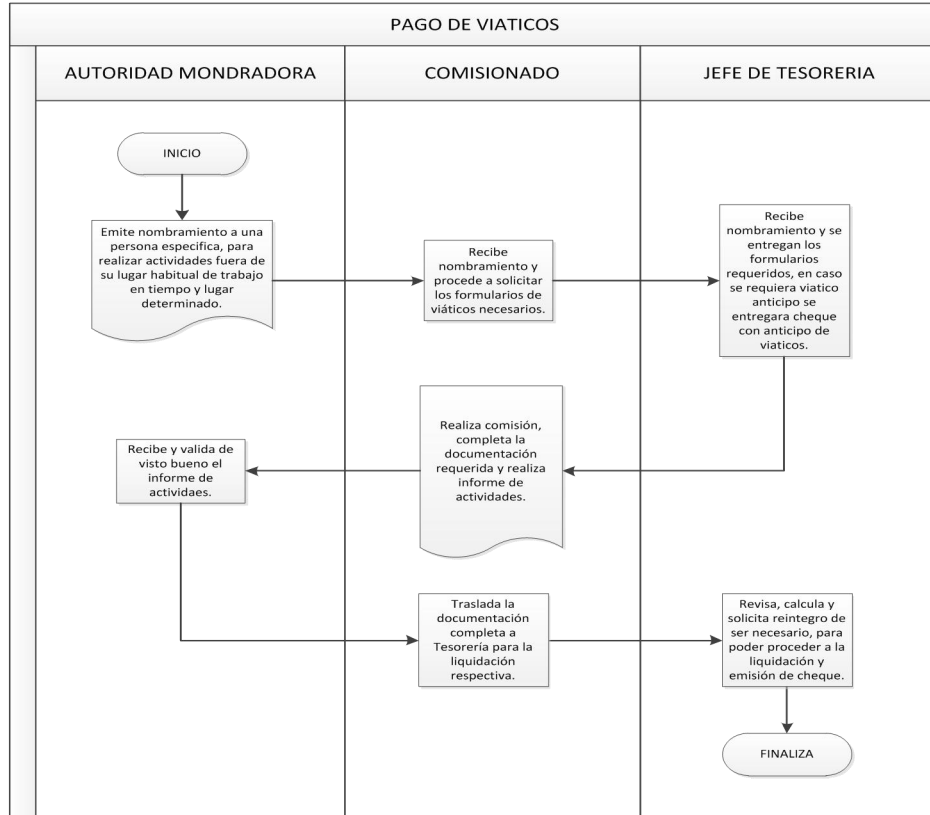 PAGO DE VIATICOS
AUTORIDAD MONDRADORA
COMISIONADO
JEFE DE TESORERIA
INICIO
Emite nombramiento a una
persona especifica, para
realizar actividades fuera de
su lugar habitual de trabajo
en tiempo y lugar
determinado.
Recibe
nombramiento y
procede a solicitar
los formularios de
viáticos necesarios.
Recibe
nombramiento y se
entregan los
formularios
requeridos, en caso
se requiera viatico
anticipo se
entregara cheque
con anticipo de
viaticos.
Realiza comisión,
completa la
documentación
requerida y realiza
informe de
actividades.
Recibe y valida de
visto bueno el
informe de
actividaes.
Traslada la
documentación
completa a
Tesorería para la
liquidación
respectiva.
Revisa, calcula y
solicita reintegro de
ser necesario, para
poder proceder a la
liquidación y
emisión de cheque.
FINALIZA